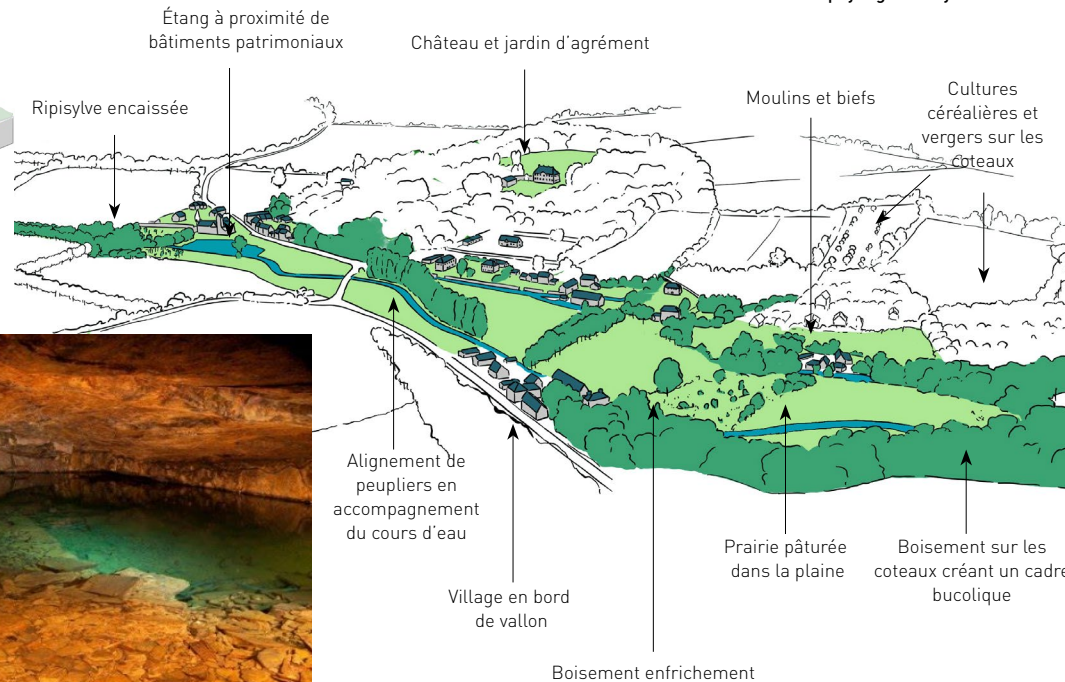 Étang à proximité de
bâtiments patrimoniaux
Château et jardin d'agrément
Ripisylve encaissée
Moulins et biefs
Cultures
céréalières et
vergers sur les
coteaux
Alignement de
peupliers en
accompagnement
du cours d'eau
Village en bord
de vallon
Boisement enfrichement
Prairie pâturée
dans la plaine
Boisement sur les
coteaux créant un cadre
bucolique